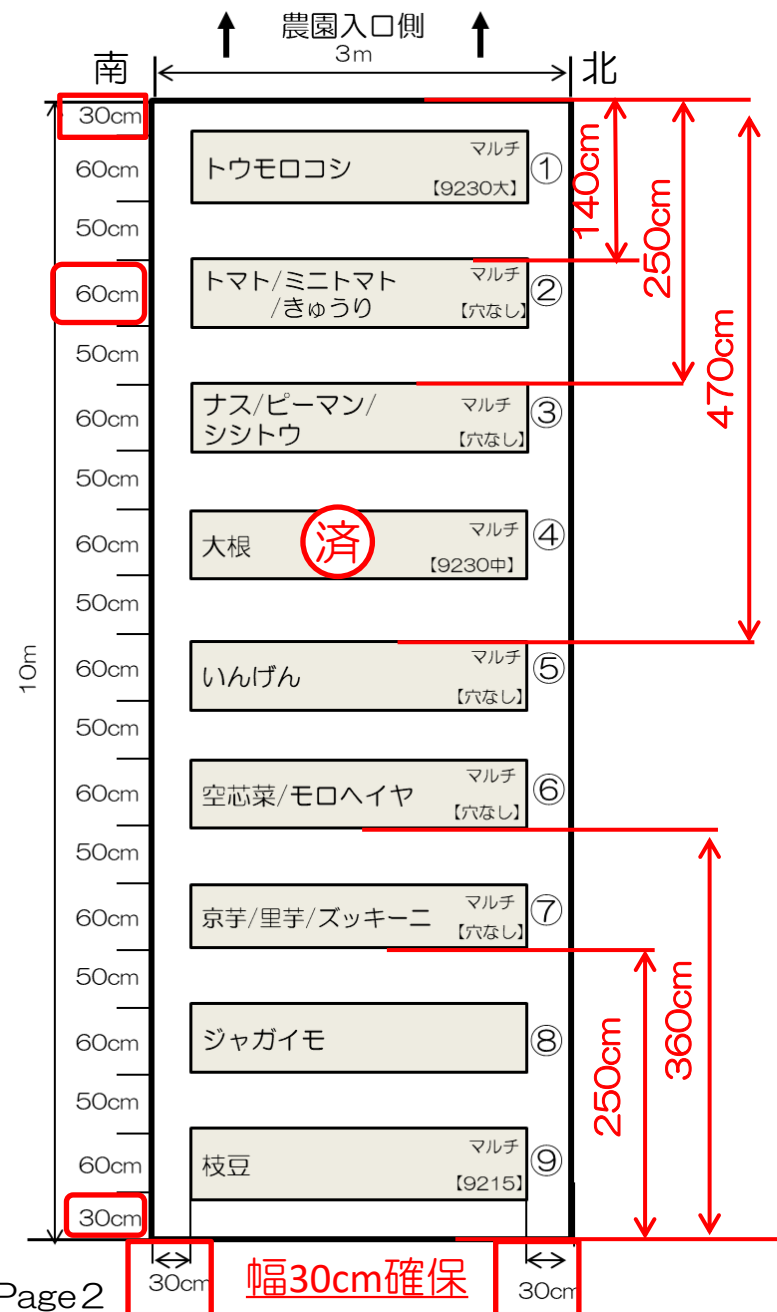 農園入口側
3m
南
北
30cm
60cm
トウモロコシ
マルチ
【9230大】
①
50cm
60cm
トマト/ミニトマト
/きゅうり
マルチ
【穴なし】
②
50cm
60cm
ナス/ピーマン/
シシトウ
マルチ
【穴なし】
③
50cm
60cm
大根
済
マルチ
【9230中】
④
50cm
60cm
いんげん
マルチ
【穴なし】
⑤
50cm
60cm
空芯菜/モロヘイヤ
マルチ
【穴なし】
⑥
50cm
60cm
京芋/里芋/ズッキーニ
マルチ
【穴なし】
⑦
50cm
60cm
ジャガイモ
⑧
50cm
60cm
枝豆
マルチ
【9215】
⑨
30cm
10m
140cm
250cm
470cm
360cm
250cm
30cm
幅30cm確保
30cm
Page2